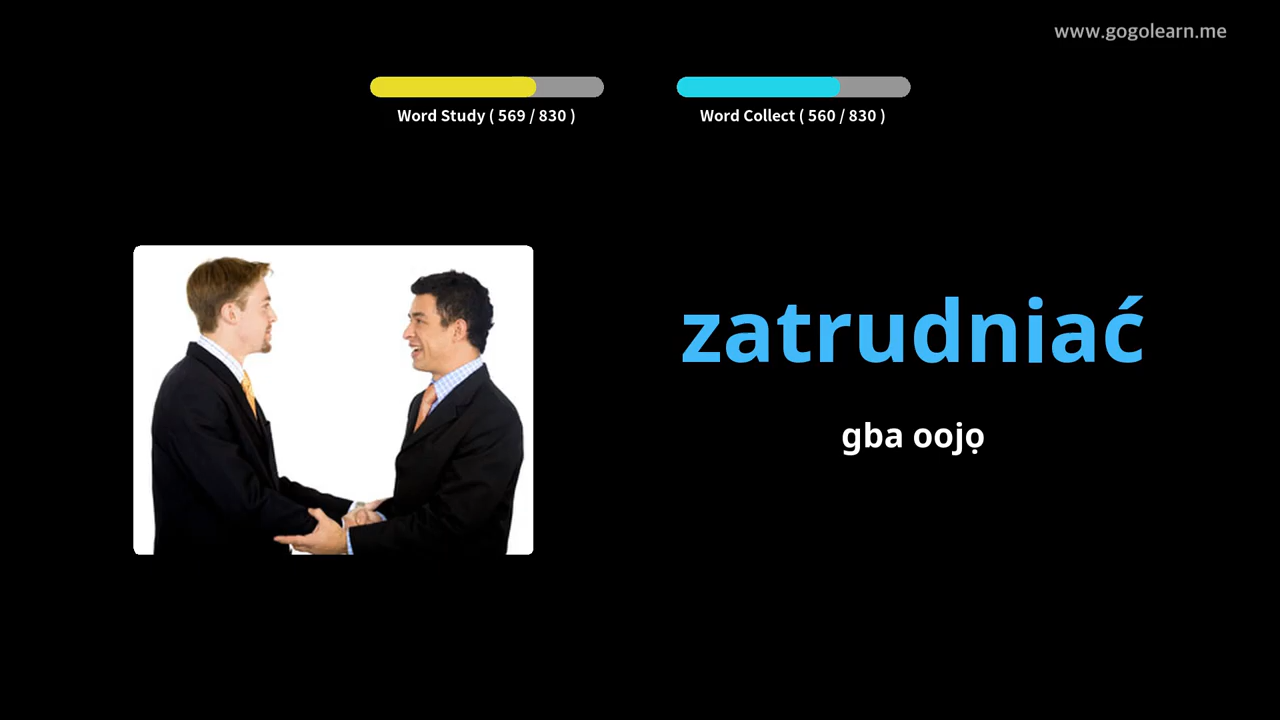 www.gogolearn.me
Word Study ( 569 / 830 )
Word Collect ( 560 / 830 )
zatrudniać
gba oojọ